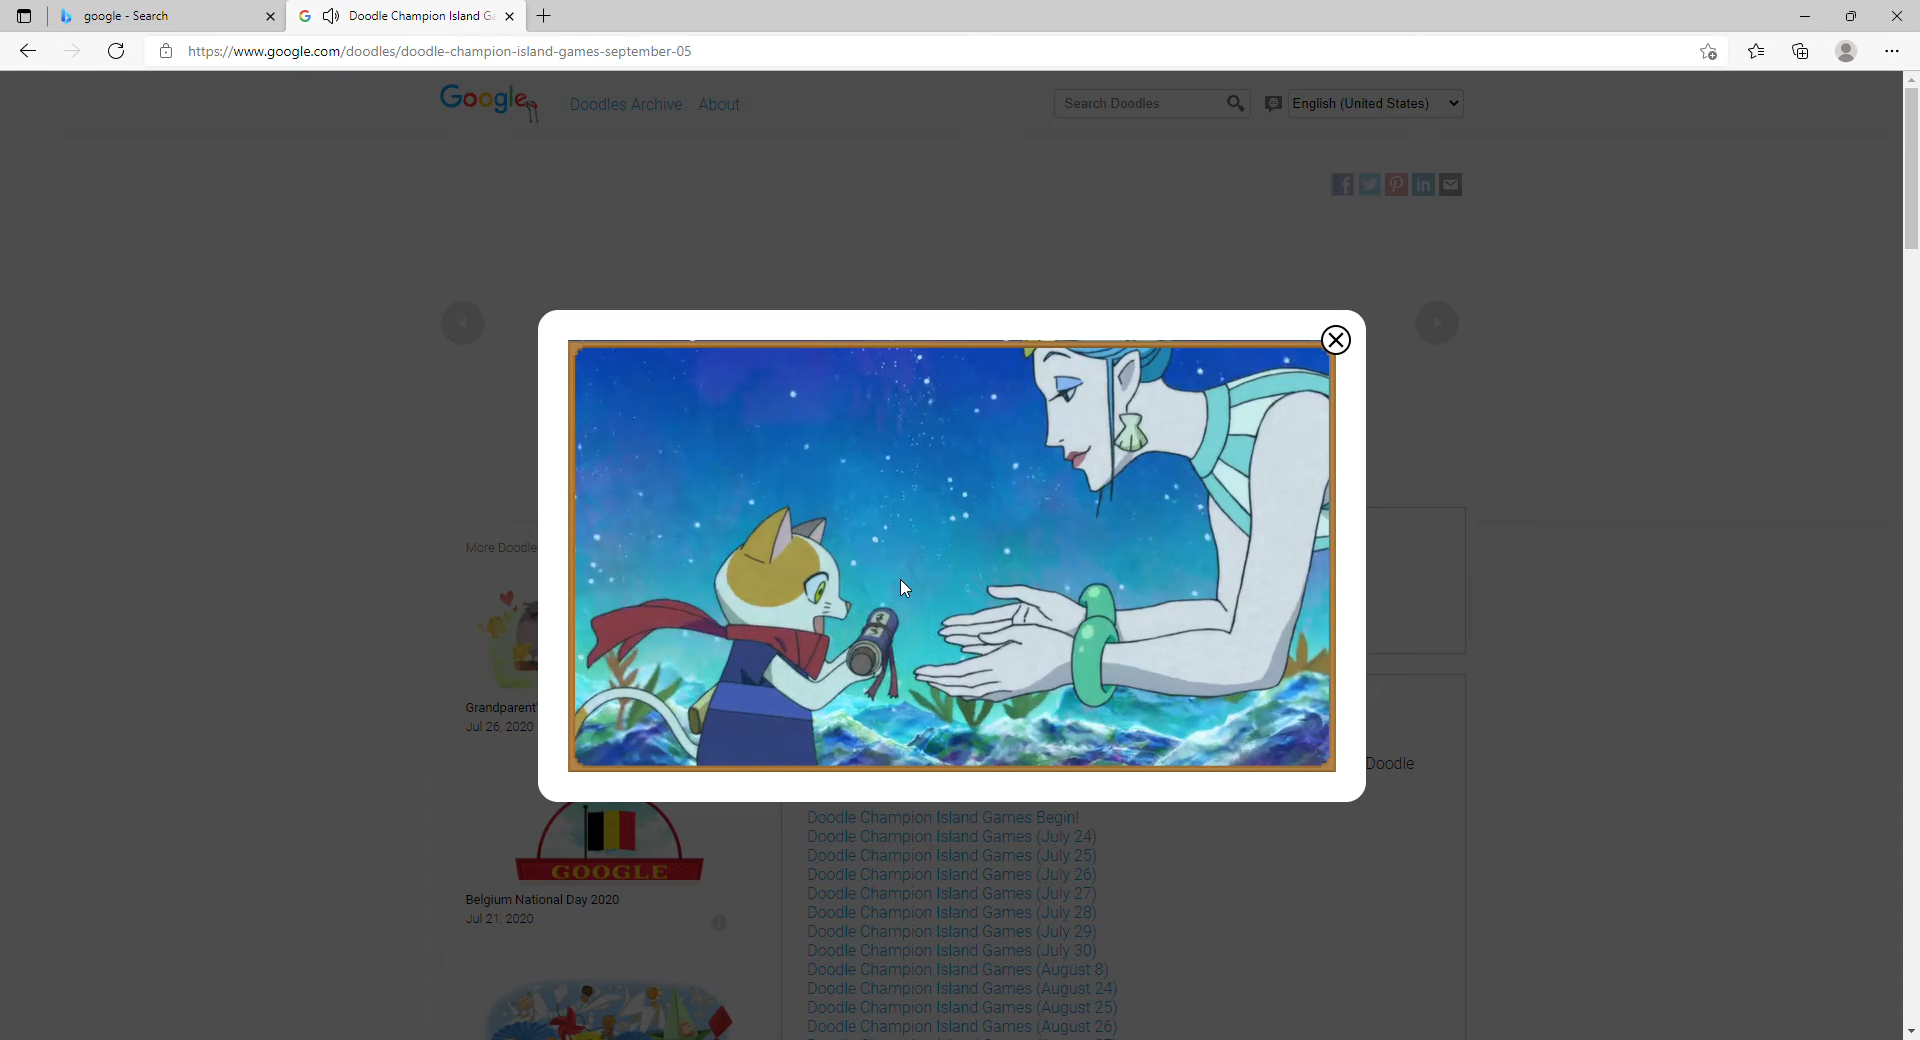 google - Search
Doodle Champion Island Ga
https://www.google.com/doodles/doodle-champion-island-games-september-05
Google
Doodles Archive
About
Search Doodles
English (United States)
More Doodle
Grandparent'
Jul 26, 2020
Doodle
GOOGLE
Belgium National Day 2020
Jul 21, 2020
Doodle Champion Island Games Begin!
Doodle Champion Island Games (July 24)
Doodle Champion Island Games (July 25)
Doodle Champion Island Games (July 26)
Doodle Champion Island Games (July 27)
Doodle Champion Island Games (July 28)
Doodle Champion Island Games (July 29)
Doodle Champion Island Games (July 30)
Doodle Champion Island Games (August 8)
Doodle Champion Island Games (August 24)
Doodle Champion Island Games (August 25)
Doodle Champion Island Games (August 26)